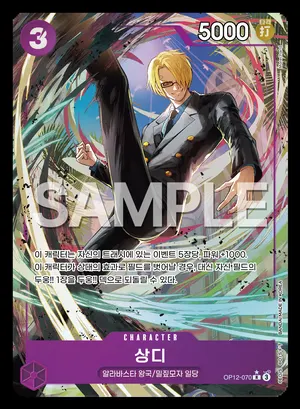 3
5000
打
SAMPLE
이 캐릭터는 자신의 트래시에 있는 이벤트 5장당, 파워 +1000.
이 캐릭터가 상대의 효과로 필드를 벗어날 경우, 대신 자신 필드의
두웅!! 1장을 두웅!! 덱으로 되돌릴 수 있다.
CHARACTER
상디
알라바스타 왕국/밀짚모자 일당
OP12-070 R 3